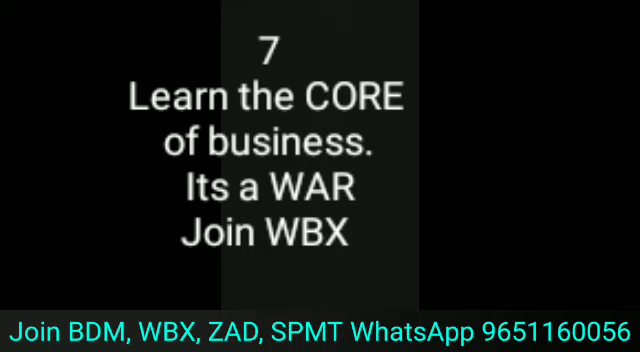 7
Learn the CORE
of business.
Its a WAR
Join WBX
Join BDM, WBX, ZAD, SPMT WhatsApp 9651160056